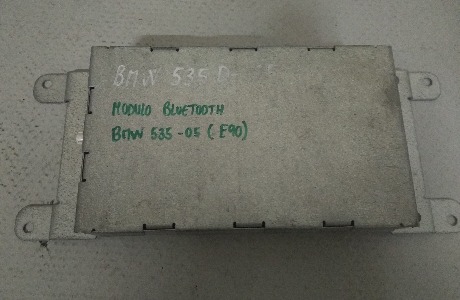 BMW 535 D
MODULO BLUETOOTH
BMW 535 -05 (E90)